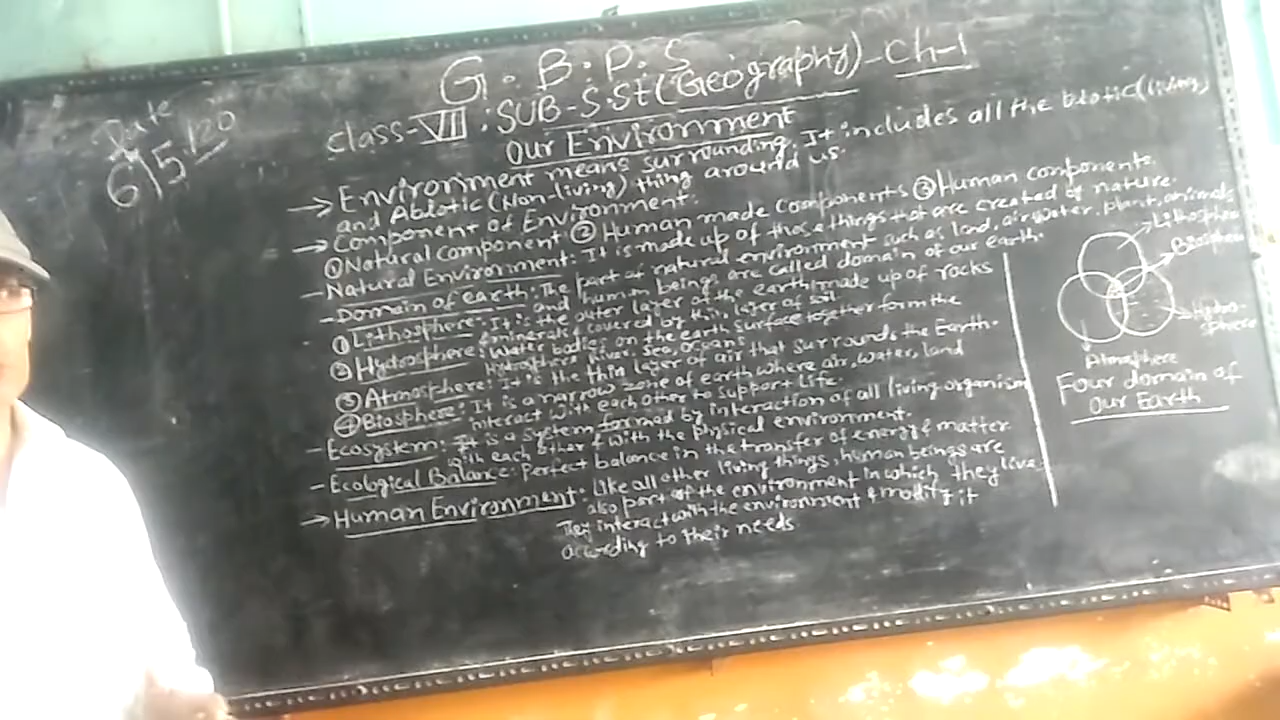 G. B. P. S
Date
6/5/20
Class-VII : SUB-S.St (Geography) - Ch-1
Our Environment
→ Environment means surrounding. It includes all the biotic (living)
and Abiotic (Non-living) thing around us.
→ Component of Environment.
① Natural component ② Human made components ③ Human components.
- Natural Environment: It is made up of those things that are created by nature.
- Domain of earth: The part of natural environment such as land, air, water, plant, animals
and human beings are called domain of our earth.
① Lithosphere: It is the outer layer of the earth made up of rocks
& minerals covered by thin layer of soil.
② Hydrosphere: Water bodies on the earth surface together form the
Hydrosphere River, Sea, Oceans
③ Atmosphere: It is the thin layer of air that surrounds the Earth.
④ Biosphere: It is a narrow zone of earth where air, water, land
interact with each other to support life.
- Ecosystem: It is a system formed by interaction of all living organism
with each other & with the physical environment.
- Ecological Balance: Perfect balance in the transfer of energy & matter
→ Human Environment: Like all other living things, human beings are
also part of the environment in which they live.
They interact with the environment & modify it
according to their needs.
Lithosphere
Biosphere
Hydro-
sphere
Atmosphere
Four domain of
Our Earth